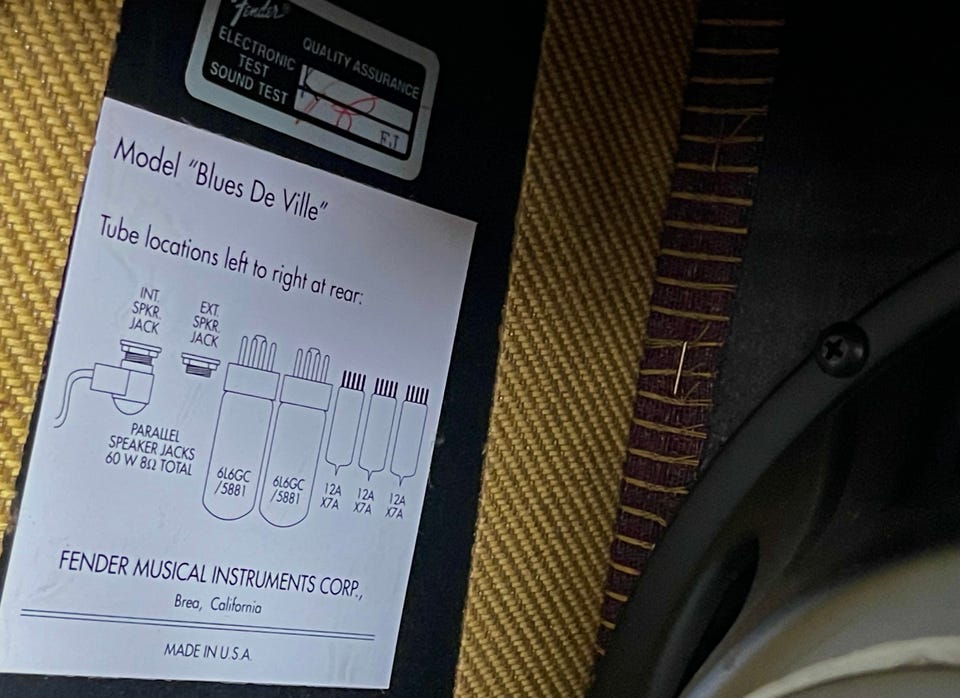 Fender
QUALITY ASSURANCE
ELECTRONIC
TEST
SOUND TEST
EJ
Model "Blues De Ville"
Tube locations left to right at rear:
INT.
SPKR.
JACK
EXT.
SPKR.
JACK
PARALLEL
SPEAKER JACKS
60 W 8Ω TOTAL
6L6GC
/5881
6L6GC
/5881
12A
X7A
12A
X7A
12A
X7A
FENDER MUSICAL INSTRUMENTS CORP.,
Brea, California
MADE IN U.S.A.